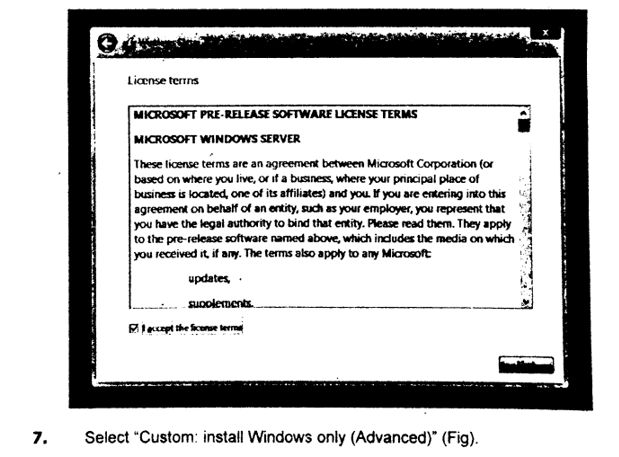 x
License terms
MICROSOFT PRE-RELEASE SOFTWARE LICENSE TERMS
MICROSOFT WINDOWS SERVER
These license terms are an agreement between Microsoft Corporation (or
based on where you live, or if a business, where your principal place of
business is located, one of its affiliates) and you. If you are entering into this
agreement on behalf of an entity, such as your employer, you represent that
you have the legal authority to bind that entity. Please read them. They apply
to the pre-release software named above, which includes the media on which
you received it, if any. The terms also apply to any Microsoft:
updates,
supplements,
I accept the license terms
7. Select “Custom: install Windows only (Advanced)” (Fig).